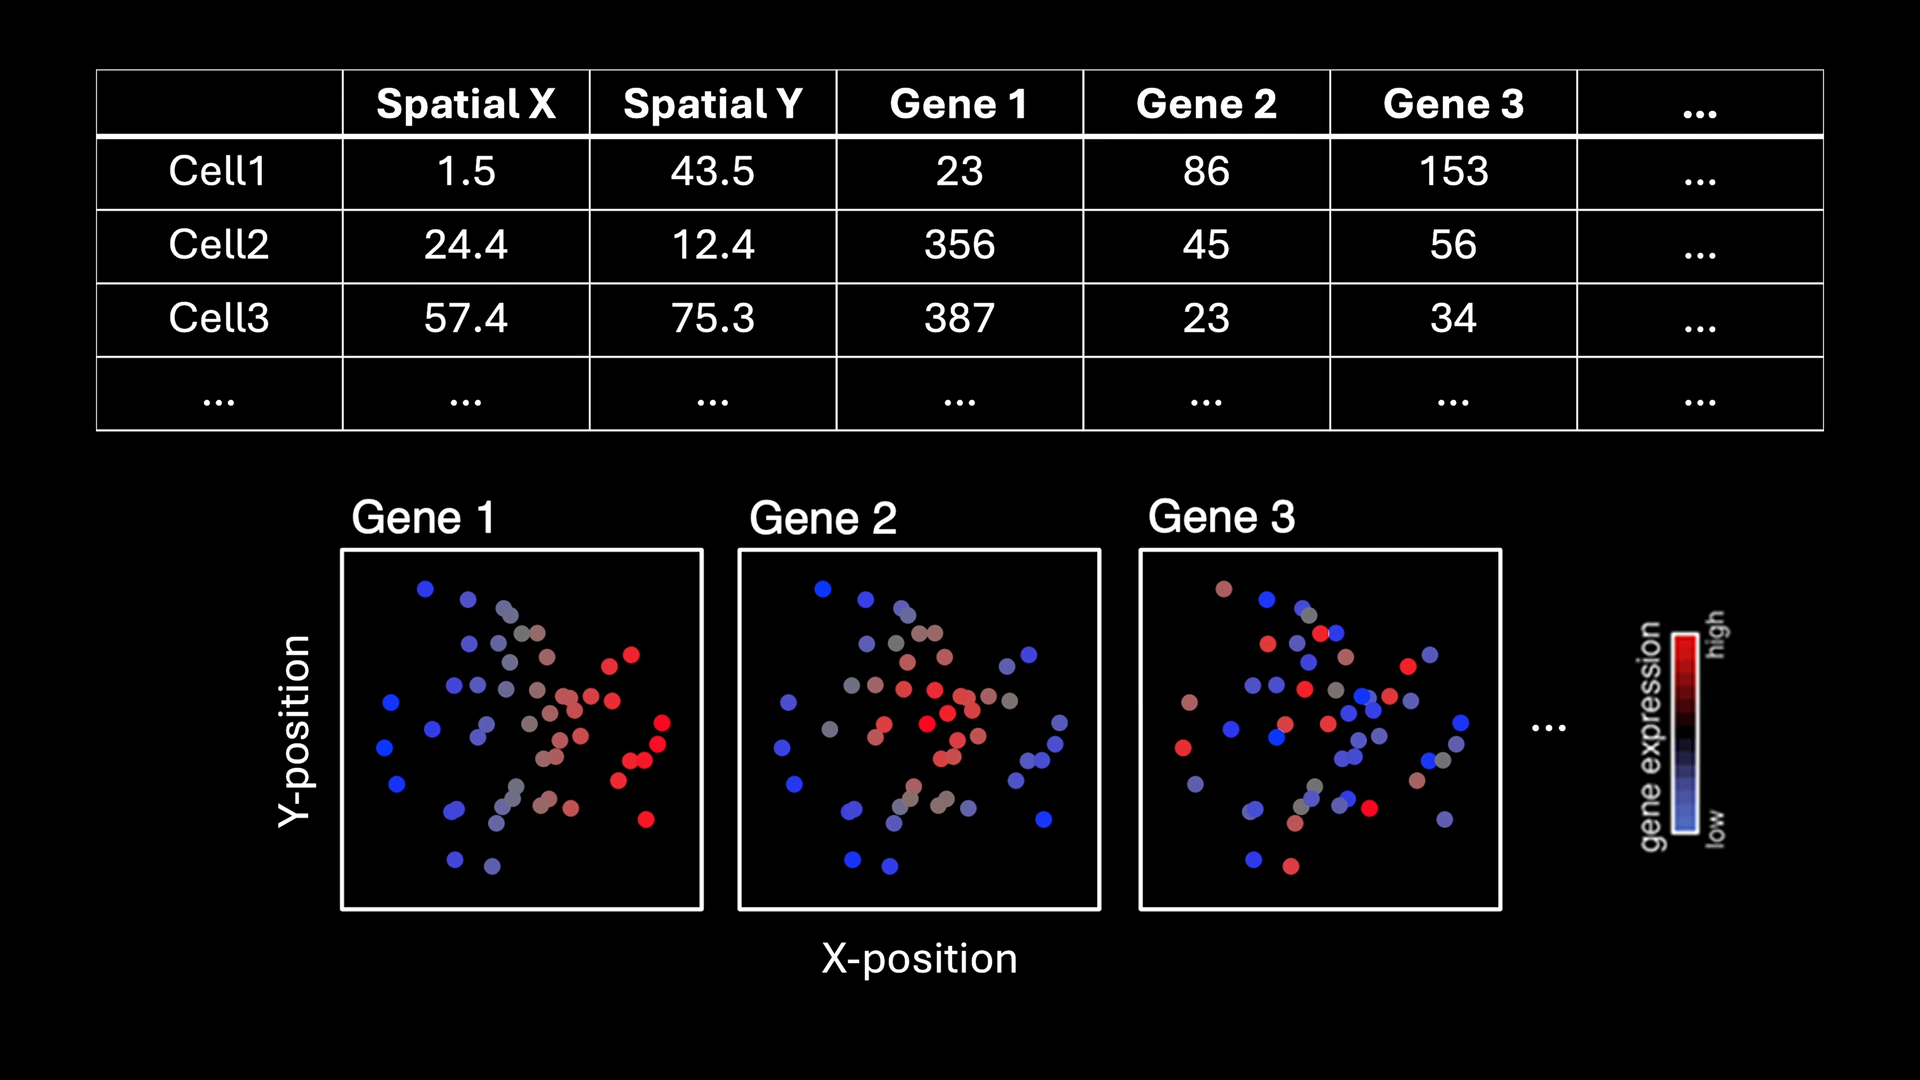 Spatial X Spatial Y Gene 1 Gene 2 Gene 3 ...
Cell1 1.5 43.5 23 86 153 ...
Cell2 24.4 12.4 356 45 56 ...
Cell3 57.4 75.3 387 23 34 ...
... ... ... ... ... ... ...
Gene 1 Gene 2 Gene 3
Y-position
...
gene expression
high
low
X-position